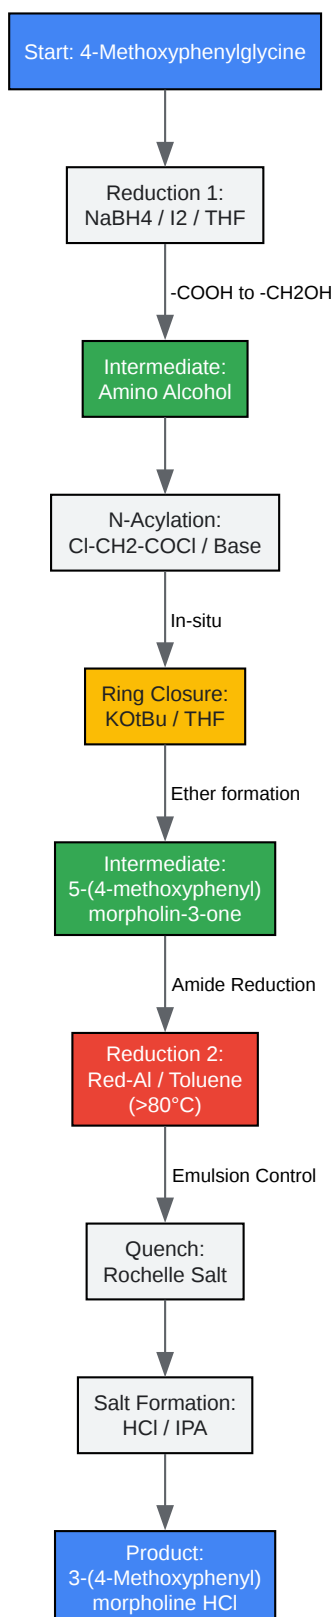 Start: 4-Methoxyphenylglycine
Reduction 1:
NaBH4 / I2 / THF
-COOH to -CH2OH
Intermediate:
Amino Alcohol
N-Acylation:
Cl-CH2-COCl / Base
In-situ
Ring Closure:
KOtBu / THF
Ether formation
Intermediate:
5-(4-methoxyphenyl)
morpholin-3-one
Amide Reduction
Reduction 2:
Red-Al / Toluene
(>80°C)
Emulsion Control
Quench:
Rochelle Salt
Salt Formation:
HCl / IPA
Product:
3-(4-Methoxyphenyl)
morpholine HCl